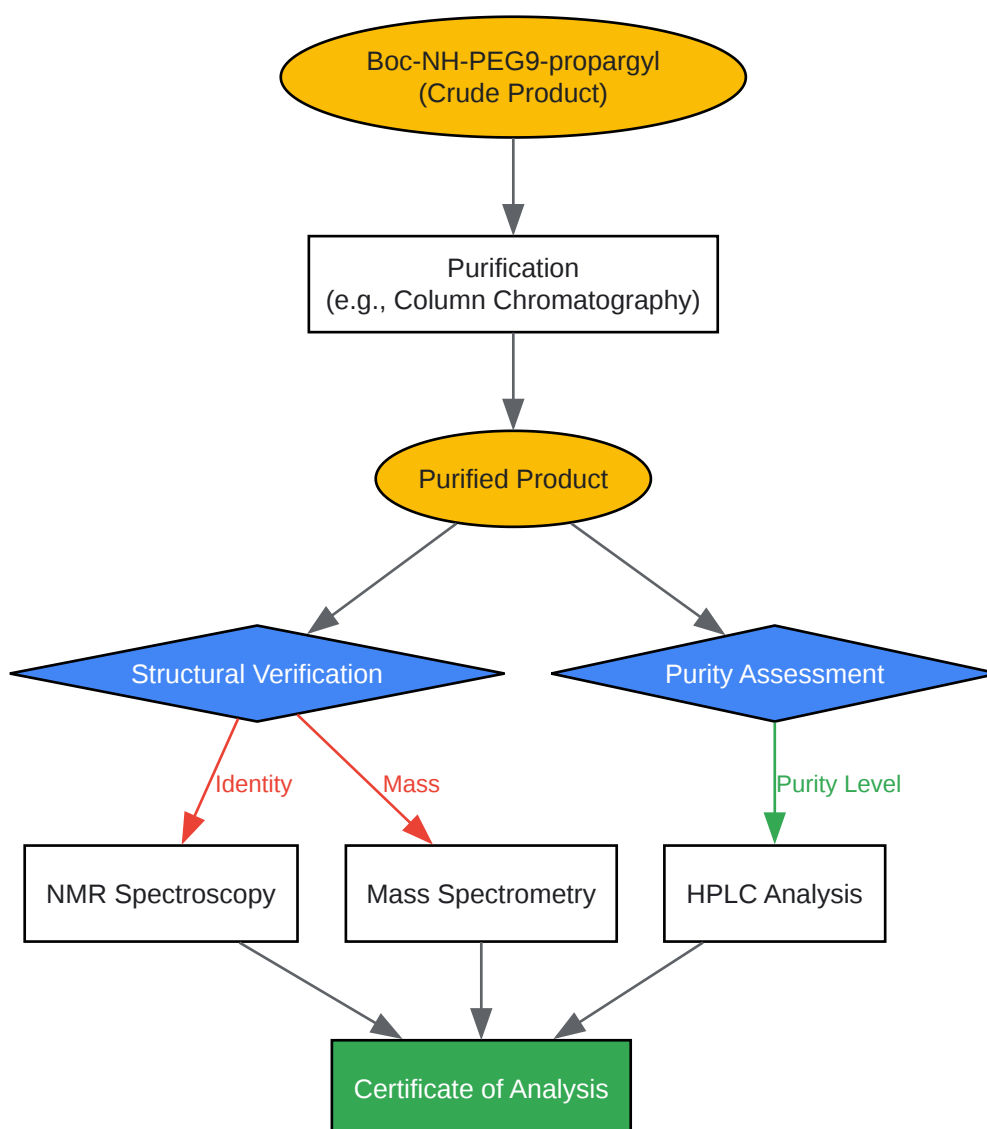 Boc-NH-PEG9-propargyl
(Crude Product)
Purification
(e.g., Column Chromatography)
Purified Product
Structural Verification
Purity Assessment
Identity
Mass
Purity Level
NMR Spectroscopy
Mass Spectrometry
HPLC Analysis
Certificate of Analysis